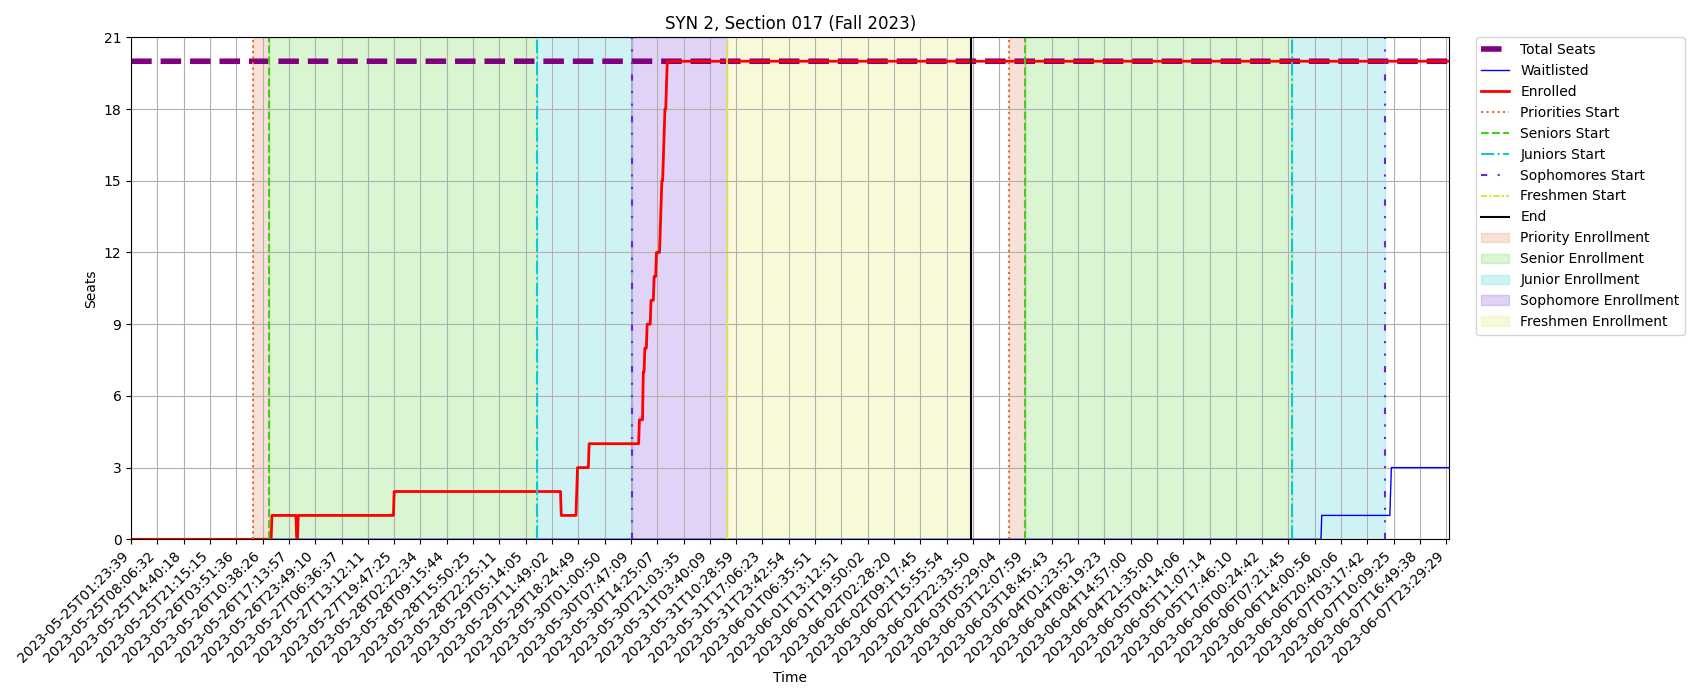 SYN 2, Section 017 (Fall 2023)
21
18
15
12
9
6
3
0
Seats
2023-05-25T01:23:39
2023-05-25T08:06:32
2023-05-25T14:40:18
2023-05-25T21:15:15
2023-05-26T03:51:36
2023-05-26T10:38:26
2023-05-26T17:13:57
2023-05-26T23:49:10
2023-05-27T06:36:37
2023-05-27T13:12:11
2023-05-27T19:47:25
2023-05-28T02:22:34
2023-05-28T09:15:44
2023-05-28T15:50:25
2023-05-28T22:25:11
2023-05-29T05:14:05
2023-05-29T11:49:02
2023-05-29T18:24:49
2023-05-30T01:00:50
2023-05-30T07:47:09
2023-05-30T14:25:07
2023-05-30T21:03:35
2023-05-31T03:40:09
2023-05-31T10:28:59
2023-05-31T17:06:23
2023-05-31T23:42:54
2023-06-01T06:35:51
2023-06-01T13:12:51
2023-06-01T19:50:02
2023-06-02T02:28:20
2023-06-02T09:17:45
2023-06-02T15:55:54
2023-06-02T22:33:50
2023-06-03T05:29:04
2023-06-03T12:07:59
2023-06-03T18:45:43
2023-06-04T01:23:52
2023-06-04T08:19:23
2023-06-04T14:57:00
2023-06-04T21:35:00
2023-06-05T04:14:06
2023-06-05T11:07:14
2023-06-05T17:46:10
2023-06-06T00:24:42
2023-06-06T07:21:45
2023-06-06T14:00:56
2023-06-06T20:40:06
2023-06-07T03:17:42
2023-06-07T10:09:25
2023-06-07T16:49:38
2023-06-07T23:29:29
Time
Total Seats
Waitlisted
Enrolled
Priorities Start
Seniors Start
Juniors Start
Sophomores Start
Freshmen Start
End
Priority Enrollment
Senior Enrollment
Junior Enrollment
Sophomore Enrollment
Freshmen Enrollment